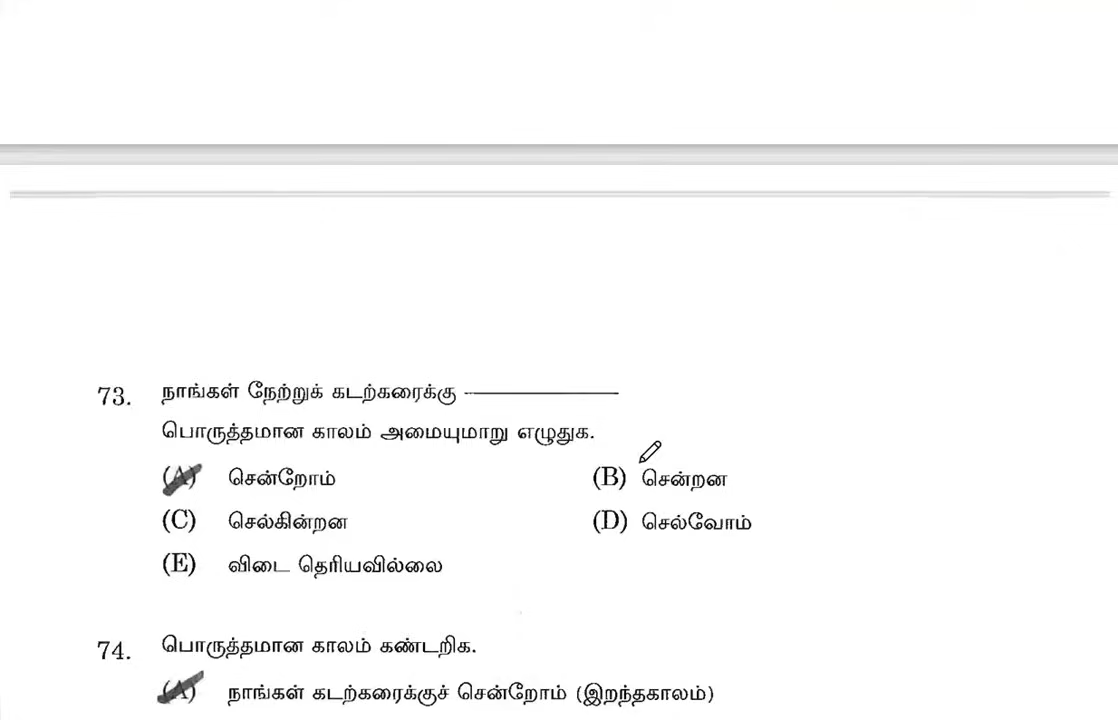 73. நாங்கள் நேற்றுக் கடற்கரைக்கு ————
பொருத்தமான காலம் அமையுமாறு எழுதுக.
(A) சென்றோம் (B) சென்றன
(C) செல்கின்றன (D) செல்வோம்
(E) விடை தெரியவில்லை
74. பொருத்தமான காலம் கண்டறிக.
(A) நாங்கள் கடற்கரைக்குச் சென்றோம் (இறந்தகாலம்)